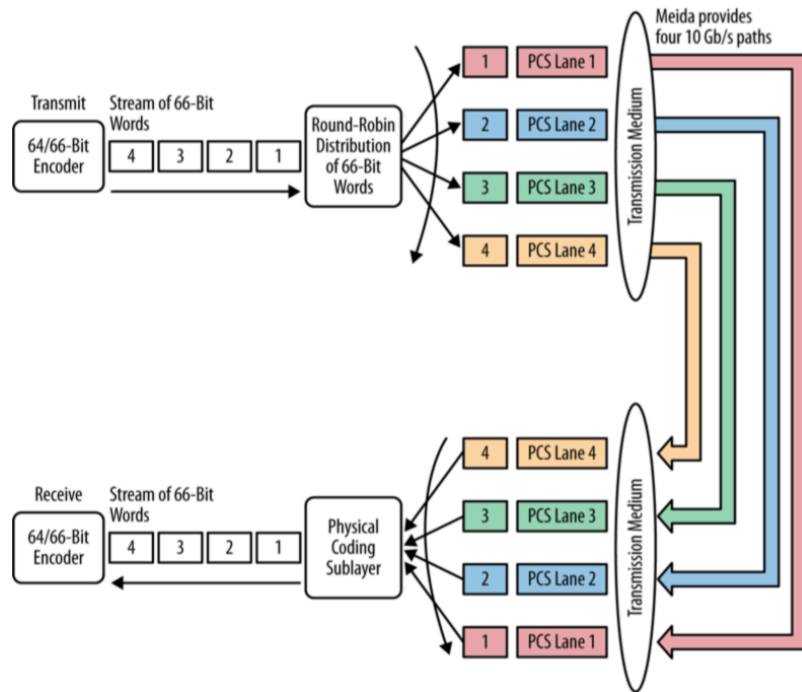 Meida provides
four 10 Gb/s paths
Transmit
Stream of 66-Bit
Words
64/66-Bit
Encoder
4 3 2 1
Round-Robin
Distribution
of 66-Bit
Words
1 PCS Lane 1
2 PCS Lane 2
3 PCS Lane 3
4 PCS Lane 4
Transmission Medium
Receive
Stream of 66-Bit
Words
64/66-Bit
Encoder
4 3 2 1
Physical
Coding
Sublayer
4 PCS Lane 4
3 PCS Lane 3
2 PCS Lane 2
1 PCS Lane 1
Transmission Medium